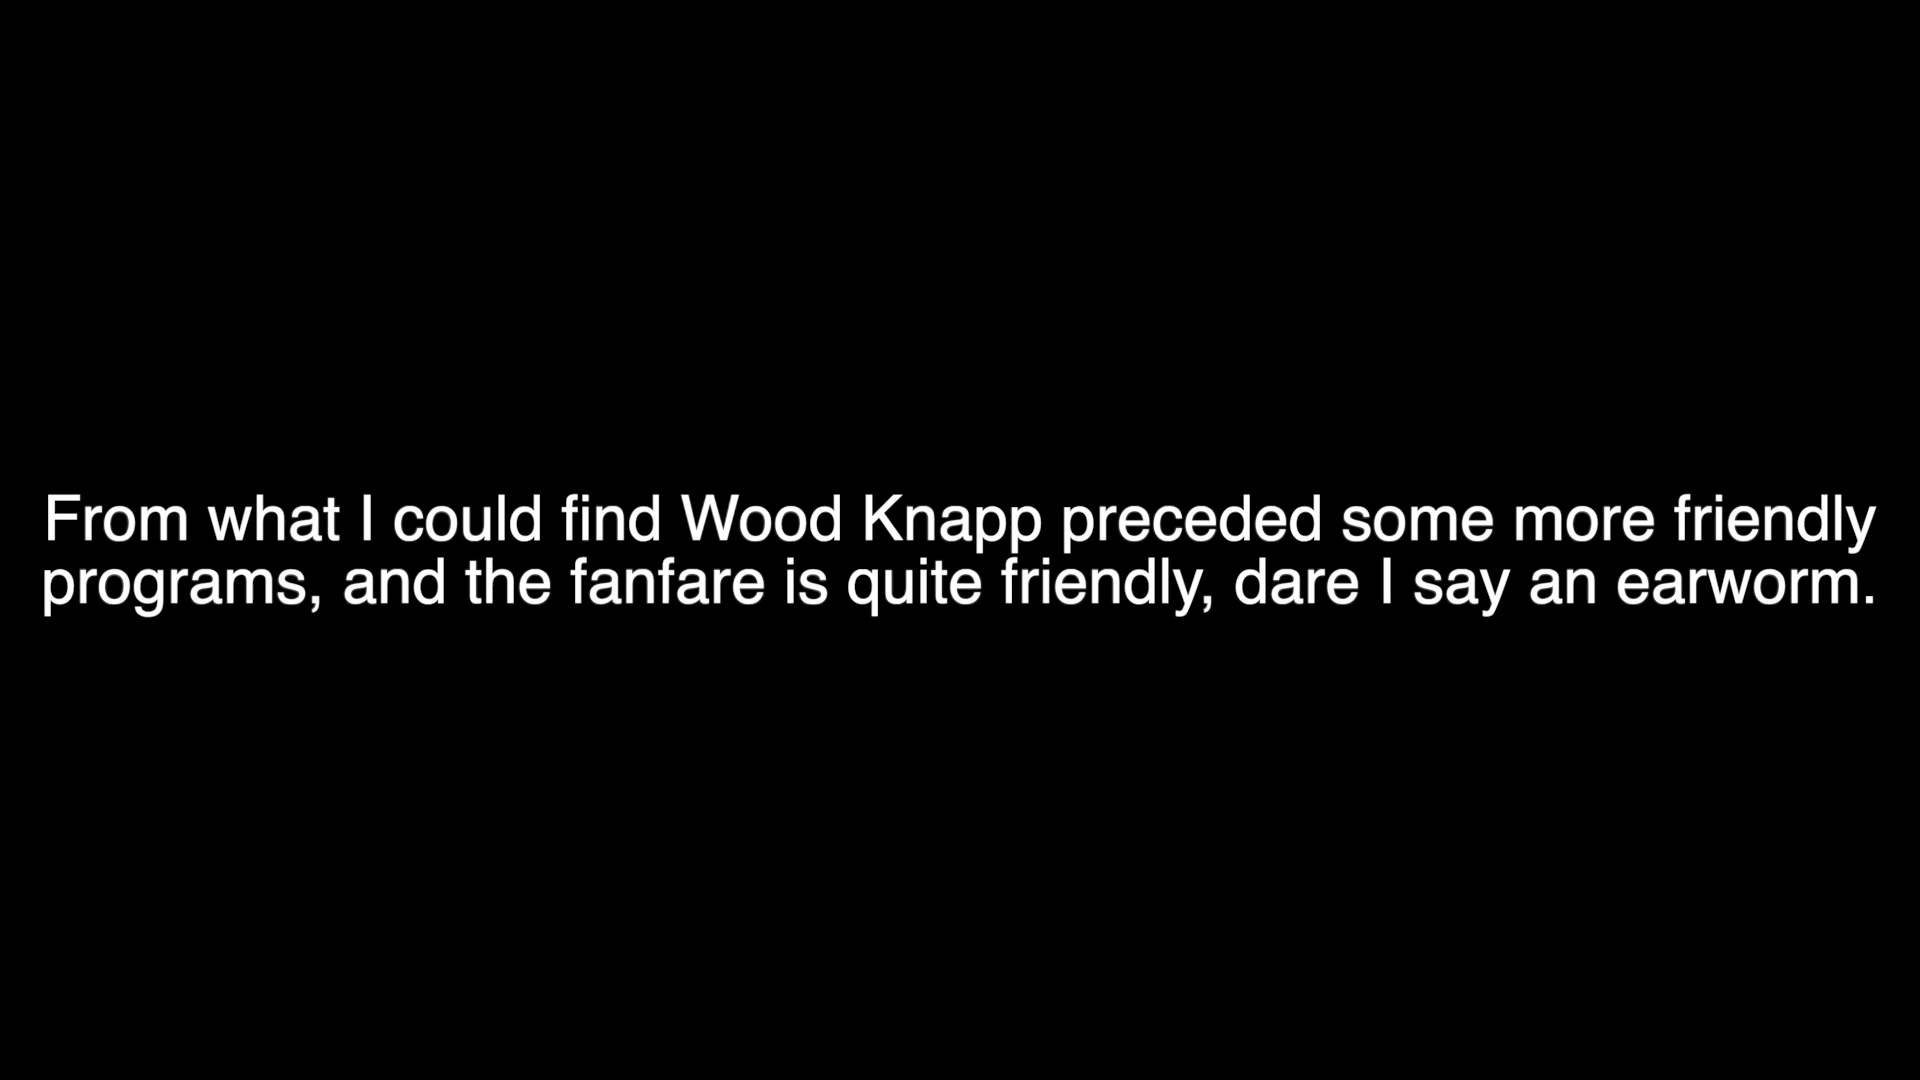 From what I could find Wood Knapp preceded some more friendly
programs, and the fanfare is quite friendly, dare I say an earworm.